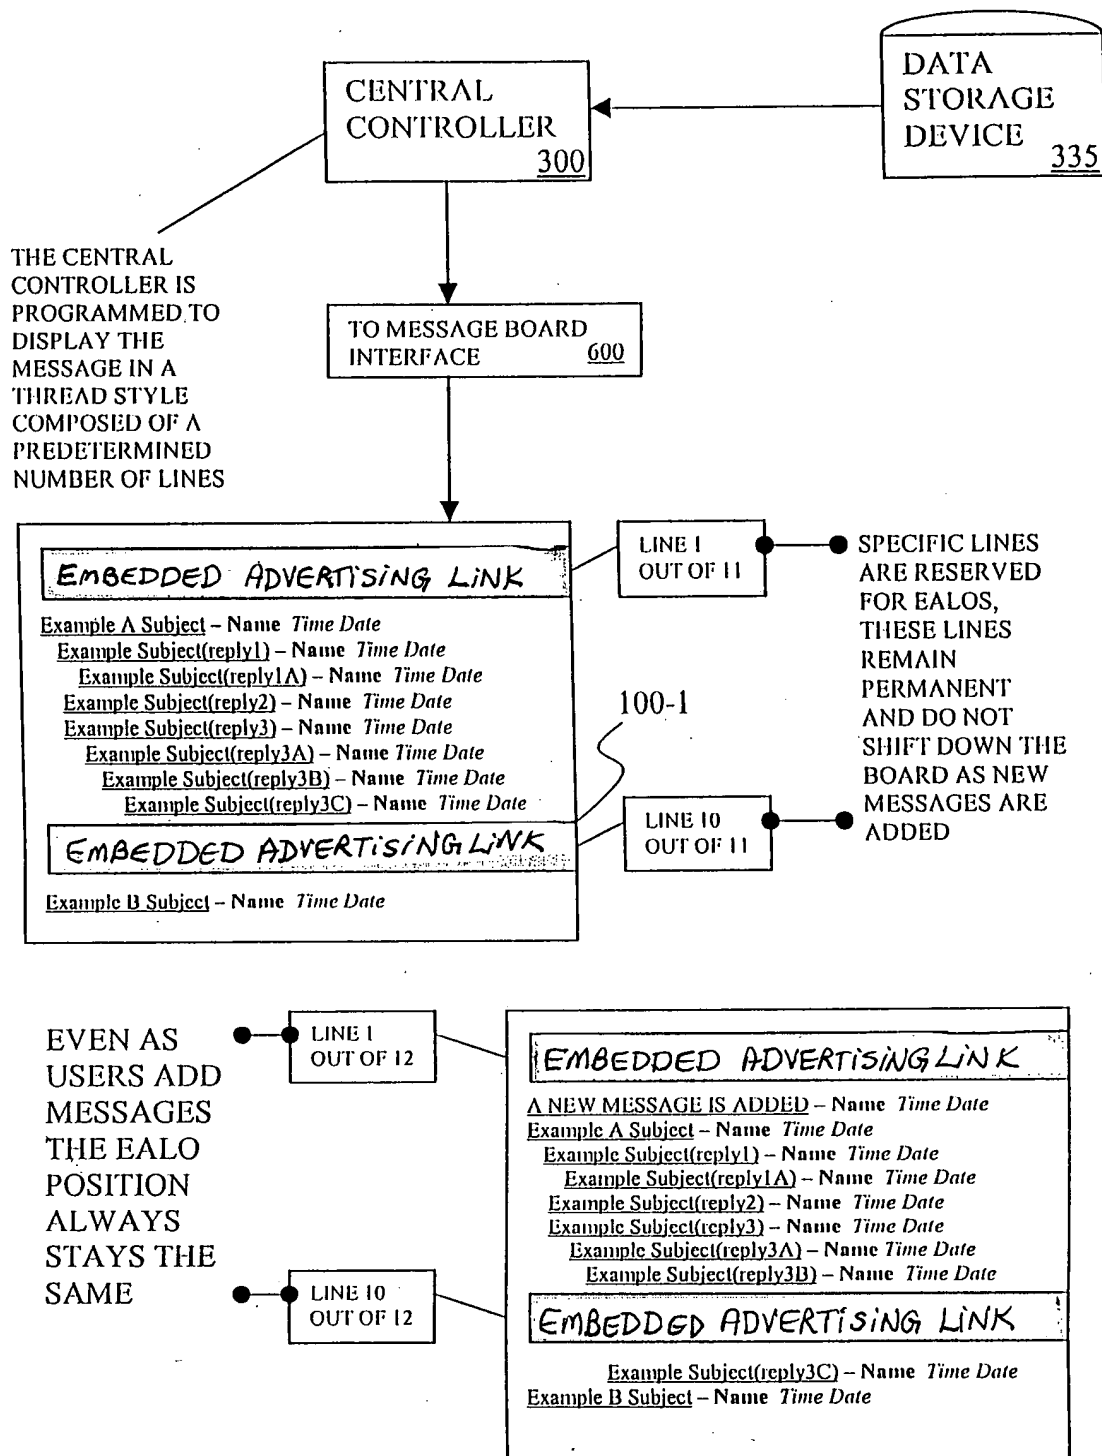 CENTRAL
CONTROLLER
300
DATA
STORAGE
DEVICE
335
THE CENTRAL
CONTROLLER IS
PROGRAMMED TO
DISPLAY THE
MESSAGE IN A
THREAD STYLE
COMPOSED OF A
PREDETERMINED
NUMBER OF LINES
TO MESSAGE BOARD
INTERFACE 600
EMBEDDED ADVERTISING LINK
Example A Subject – Name Time Date
Example Subject(reply1) – Name Time Date
Example Subject(reply1A) – Name Time Date
Example Subject(reply2) – Name Time Date
Example Subject(reply3) – Name Time Date
Example Subject(reply3A) – Name Time Date
Example Subject(reply3B) – Name Time Date
Example Subject(reply3C) – Name Time Date
EMBEDDED ADVERTISING LINK
Example B Subject – Name Time Date
LINE 1
OUT OF 11
100-1
LINE 10
OUT OF 11
SPECIFIC LINES
ARE RESERVED
FOR EALOS,
THESE LINES
REMAIN
PERMANENT
AND DO NOT
SHIFT DOWN THE
BOARD AS NEW
MESSAGES ARE
ADDED
EVEN AS
USERS ADD
MESSAGES
THE EALO
POSITION
ALWAYS
STAYS THE
SAME
LINE 1
OUT OF 12
LINE 10
OUT OF 12
EMBEDDED ADVERTISING LINK
A NEW MESSAGE IS ADDED – Name Time Date
Example A Subject – Name Time Date
Example Subject(reply1) – Name Time Date
Example Subject(reply1A) – Name Time Date
Example Subject(reply2) – Name Time Date
Example Subject(reply3) – Name Time Date
Example Subject(reply3A) – Name Time Date
Example Subject(reply3B) – Name Time Date
EMBEDDED ADVERTISING LINK
Example Subject(reply3C) – Name Time Date
Example B Subject – Name Time Date